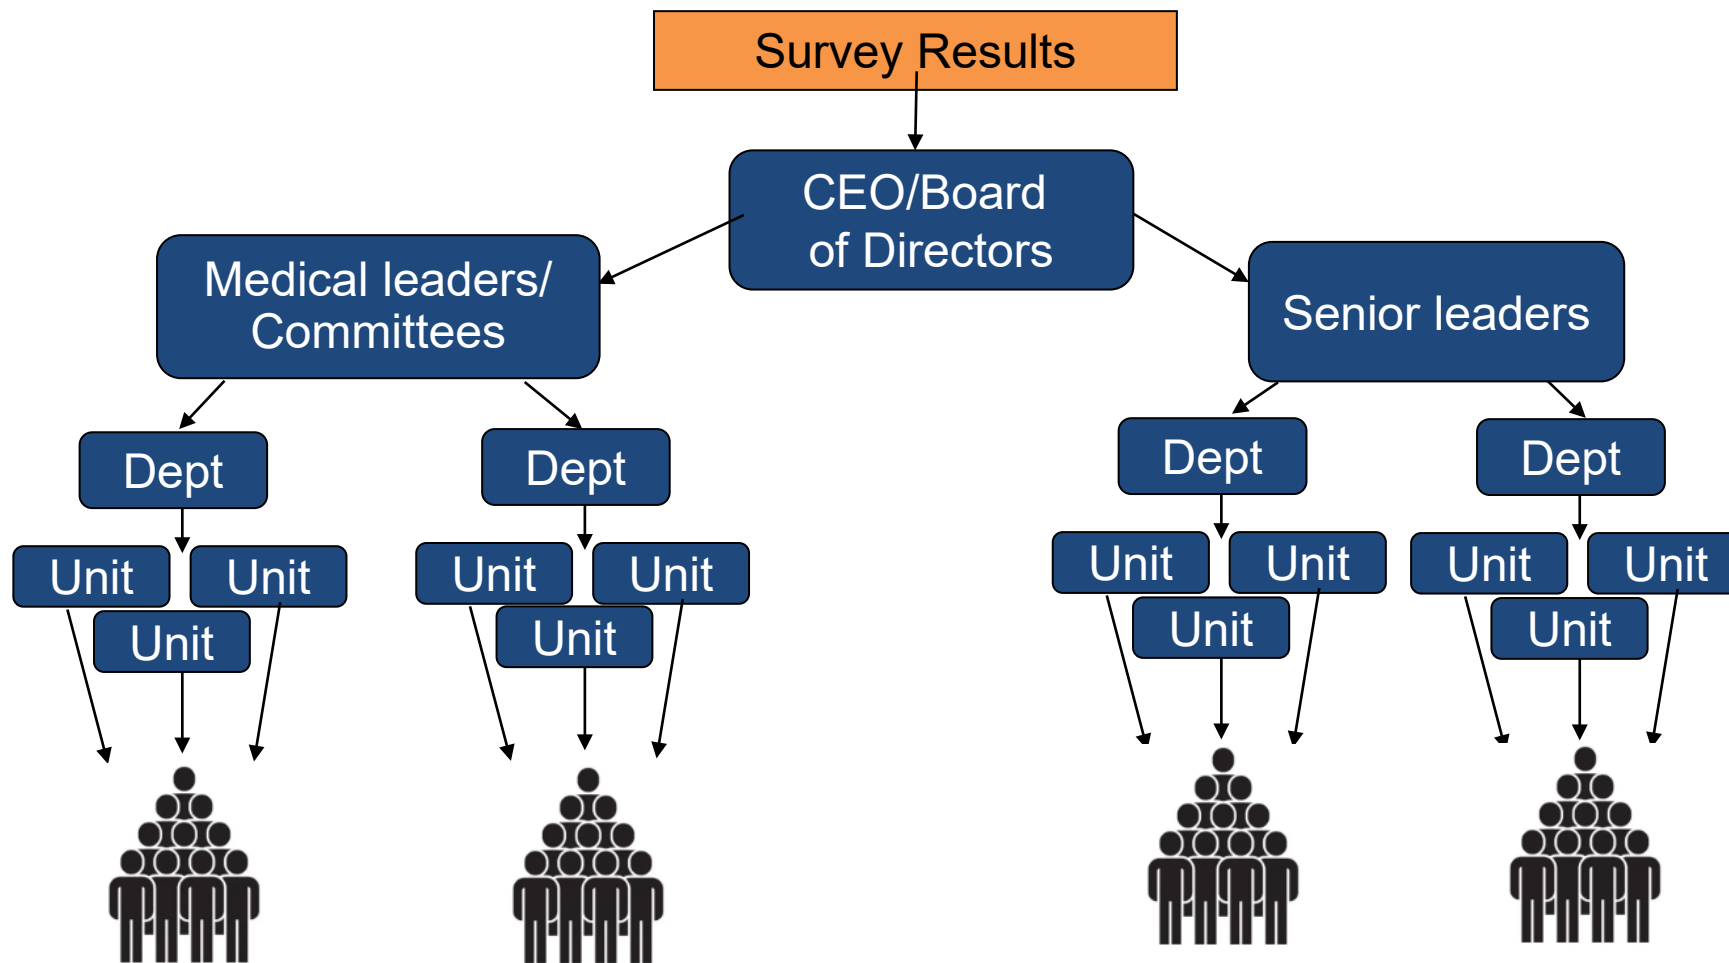 Survey Results
CEO/Board
of Directors
Medical leaders/
Committees
Senior leaders
Dept
Dept
Dept
Dept
Unit
Unit
Unit
Unit
Unit
Unit
Unit
Unit
Unit
Unit
Unit
Unit